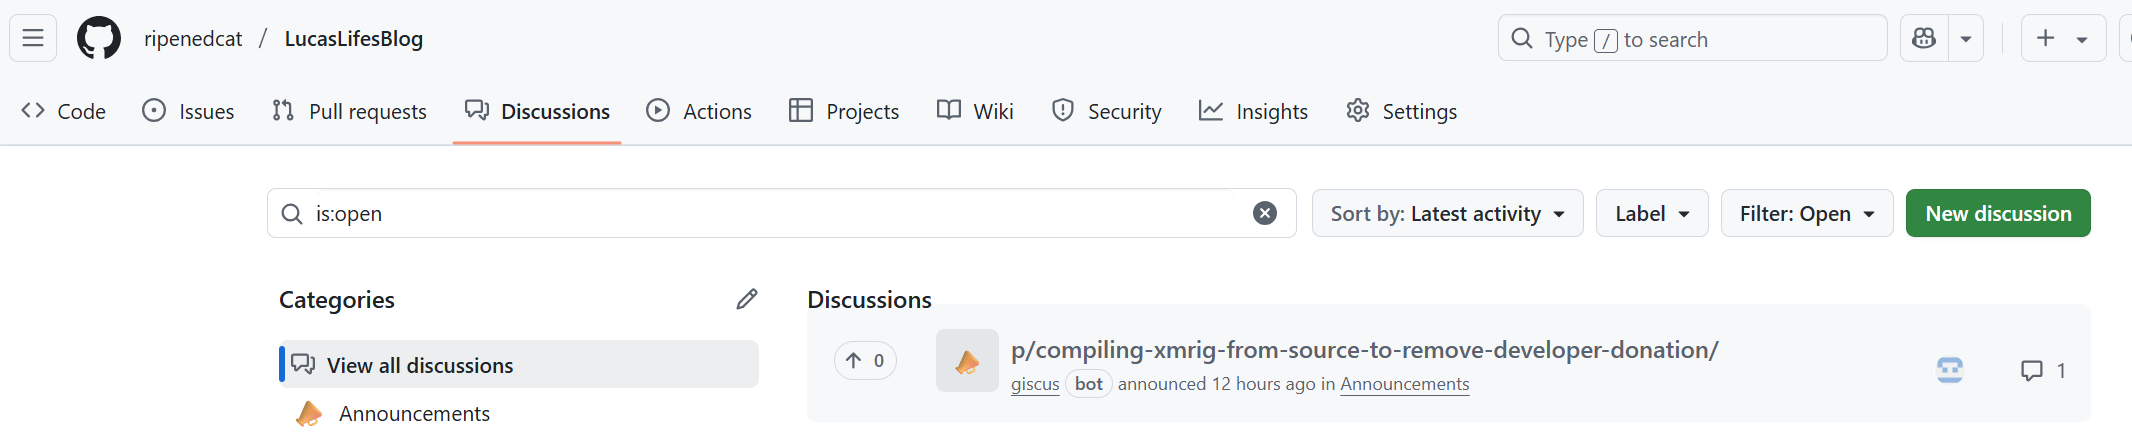 ripenedcat / LucasLifesBlog
Type / to search
Code
Issues
Pull requests
Discussions
Actions
Projects
Wiki
Security
Insights
Settings
is:open
Sort by: Latest activity
Label
Filter: Open
New discussion
Categories
View all discussions
Announcements
Discussions
0
p/compiling-xmrig-from-source-to-remove-developer-donation/
giscus bot announced 12 hours ago in Announcements
1